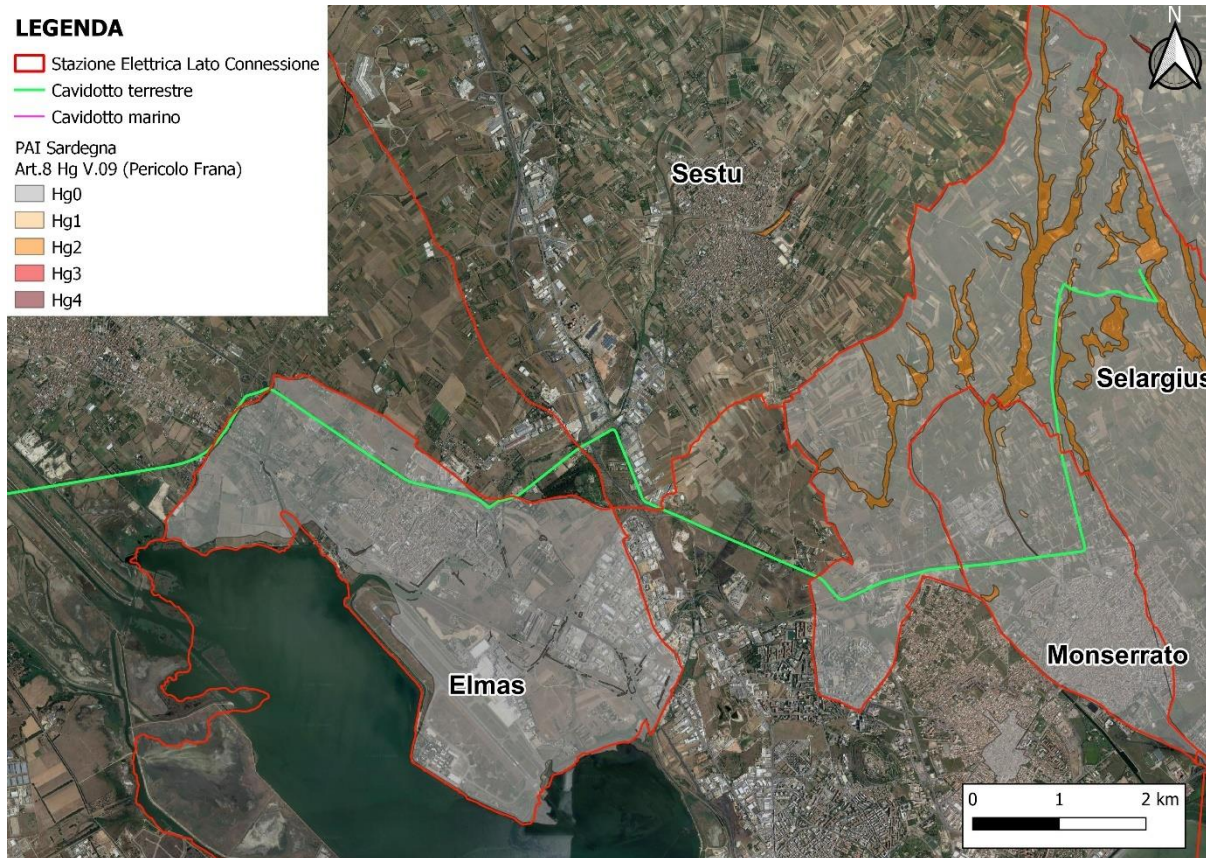 LEGENDA
Stazione Elettrica Lato Connessione
Cavidotto terrestre
Cavidotto marino
PAI Sardegna
Art.8 Hg V.09 (Pericolo Frana)
Hg0
Hg1
Hg2
Hg3
Hg4
N
Sestu
Selargius
Monserrato
Elmas
0 1 2 km